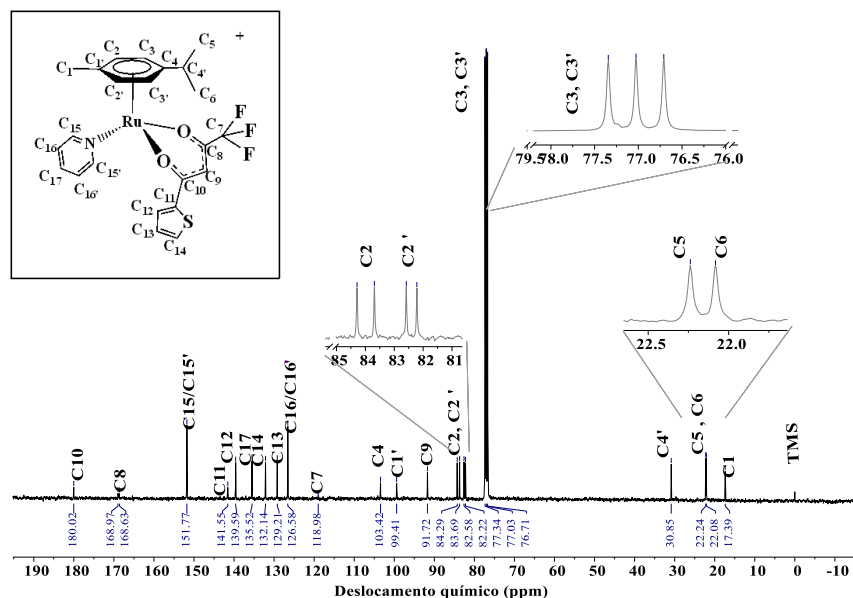 +
C2
C3
C5
C1
C1'
C4
C4'
C2'
C3'
C6
Ru
C7
F
F
F
C15
N
O
O
C8
C16
C15'
C9
C17
C16'
C10
C11
C12
S
C13
C14
C3, C3'
C3, C3'
79.5 78.0 77.5 77.0 76.5 76.0
C2
C2 '
85 84 83 82 81
C5
C6
22.5 22.0
C10
C8
C15/C15'
C11
C12
C17
C14
C13
C16/C16'
C7
C4
C1'
C9
C2, C2 '
C4'
C5 , C6
C1
TMS
180.02
168.97
168.63
151.77
141.55
139.59
135.52
132.14
129.21
126.58
118.98
103.42
99.41
91.72
84.29
83.69
82.58
82.22
77.34
77.03
76.71
30.85
22.24
22.08
17.39
190 180 170 160 150 140 130 120 110 100 90 80 70 60 50 40 30 20 10 0 -10
Deslocamento químico (ppm)